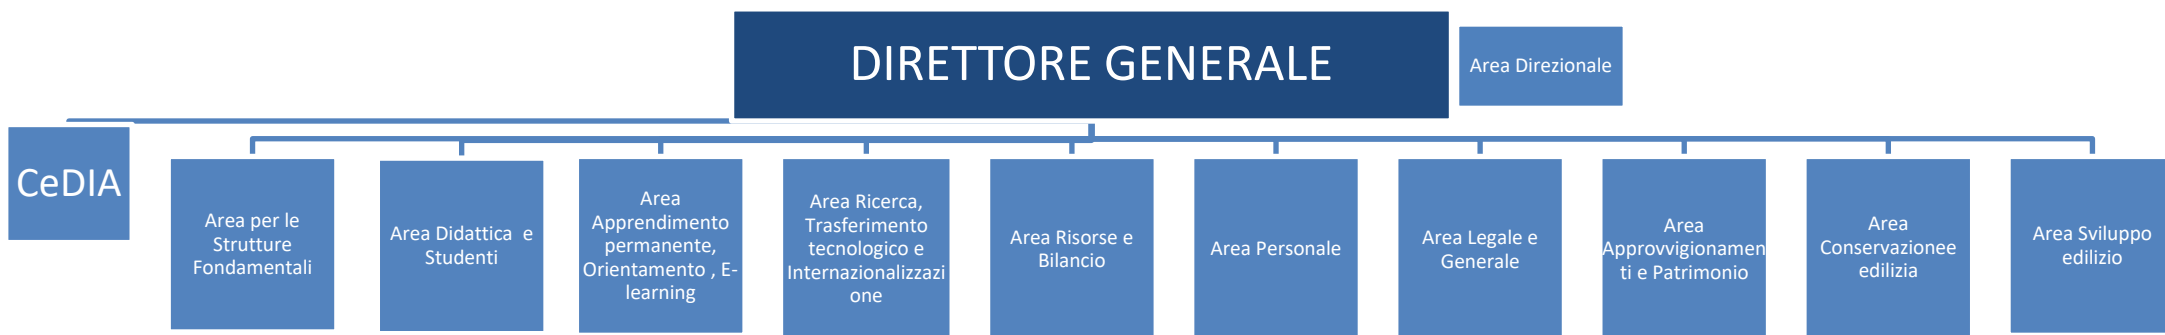 DIRETTORE GENERALE
Area Direzionale
CeDIA
Area per le
Strutture
Fondamentali
Area Didattica e
Studenti
Area
Apprendimento
permanente,
Orientamento , E-
learning
Area Ricerca,
Trasferimento
tecnologico e
Internazionalizzazi
one
Area Risorse e
Bilancio
Area Personale
Area Legale e
Generale
Area
Approvvigionamen
ti e Patrimonio
Area
Conservazionee
edilizia
Area Sviluppo
edilizio